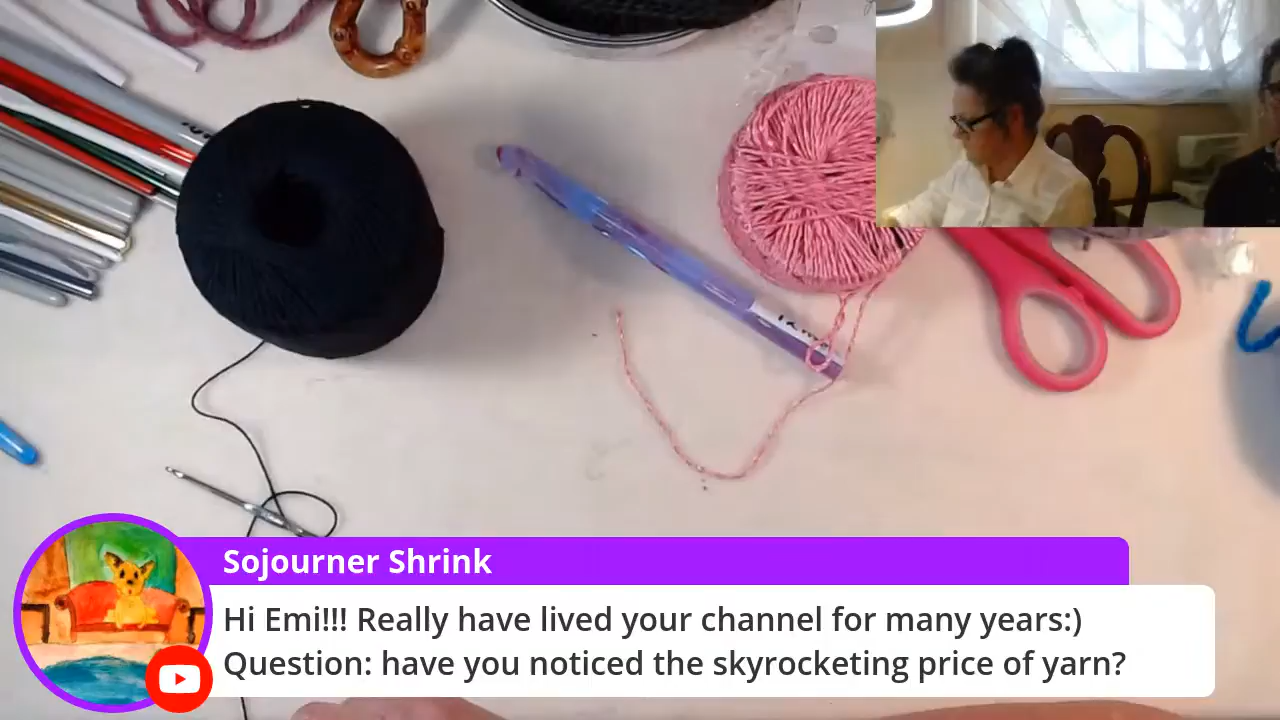 Sojourner Shrink
Hi Emi!!! Really have lived your channel for many years:)
Question: have you noticed the skyrocketing price of yarn?